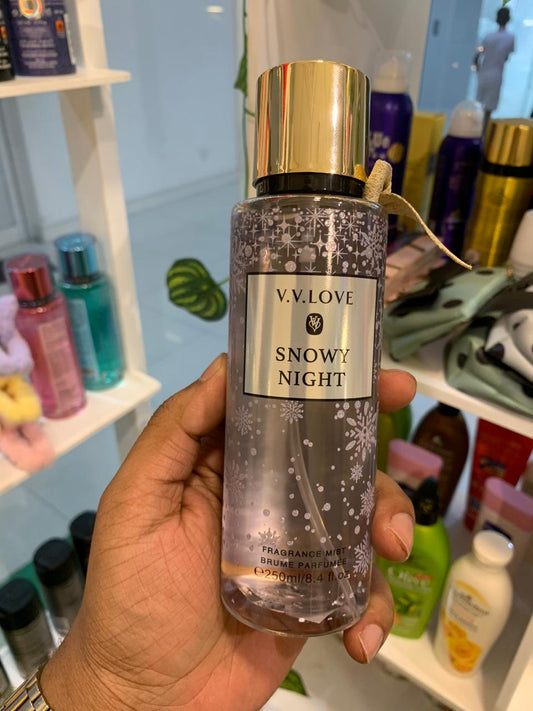 V.V.LOVE
SNOWY
NIGHT
FRAGRANCE MIST
BRUME PARFUMÉE
℮250ml/8.4 fl oz